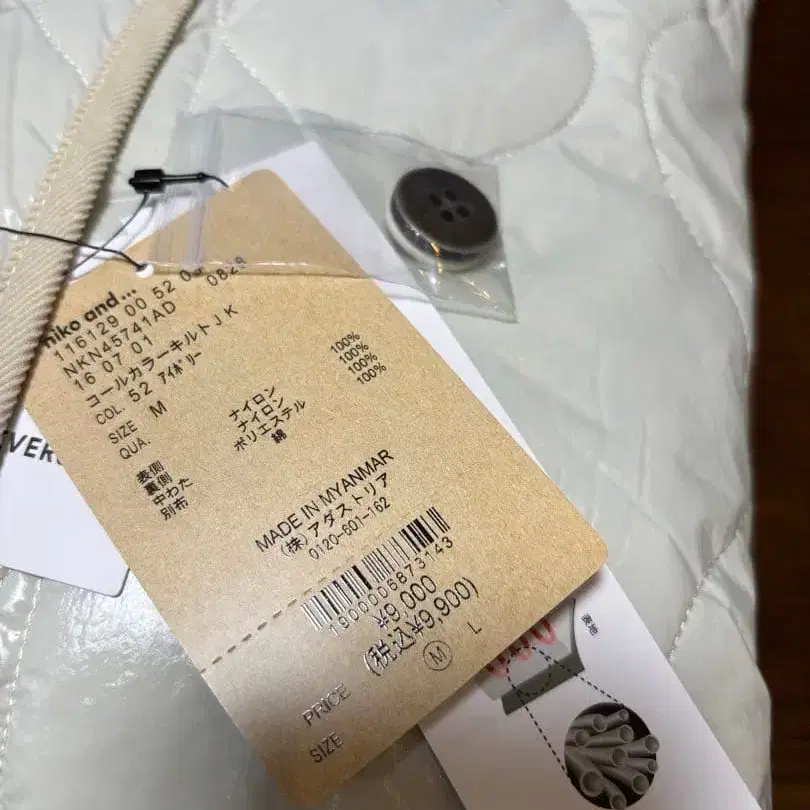 niko and...
116129 00 52 03 0828
NKN45741AD
16 07 01
コールカラーキルトJK
COL. 52 アイボリー
SIZE M
QUA.
表側 ナイロン 100%
裏側 ナイロン 100%
中わた ポリエステル 100%
別布 綿 100%
MADE IN MYANMAR
(株)アダストリア
0120-601-162
1900006873143
¥9,000
PRICE (税込¥9,900)
SIZE M L
VERS
裏地